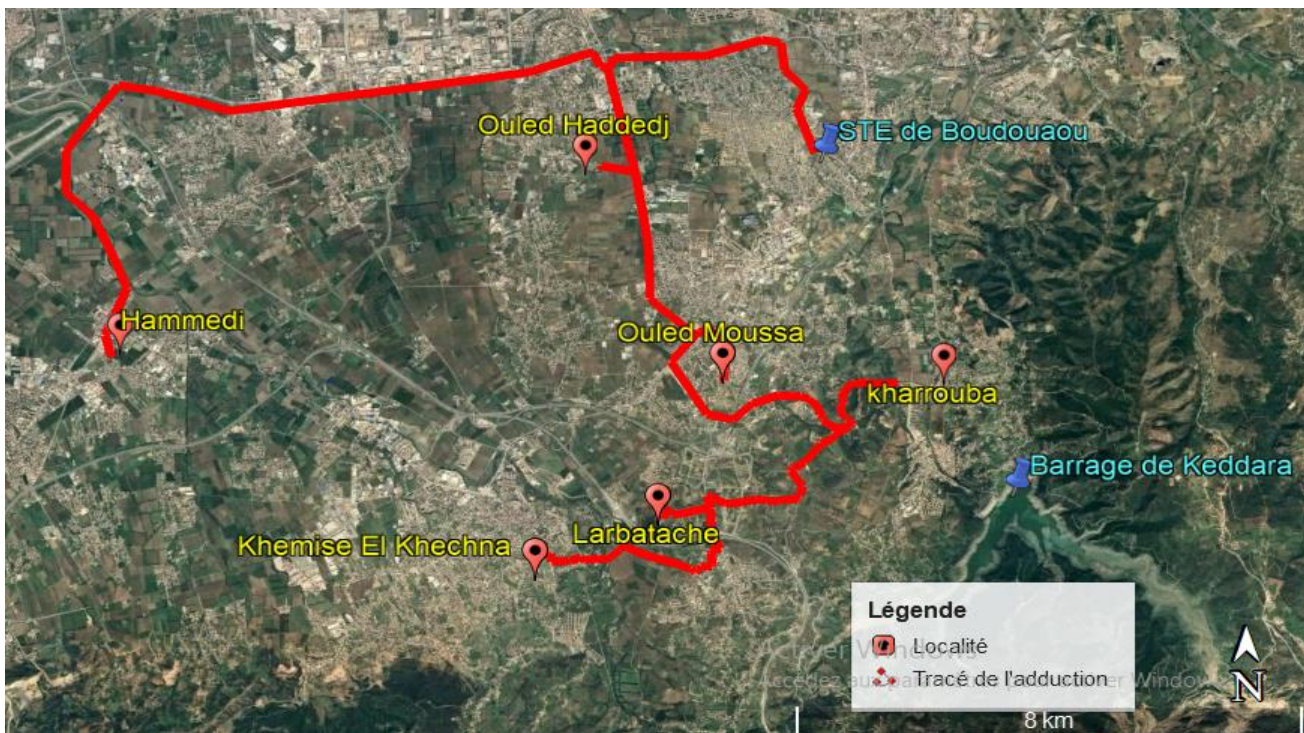 Ouled Haddedj
STE de Boudouaou
Hammedi
Ouled Moussa
kharrouba
Barrage de Keddara
Larbatache
Khemise El Khechna
Légende
Localité
Tracé de l'adduction
8 km
N